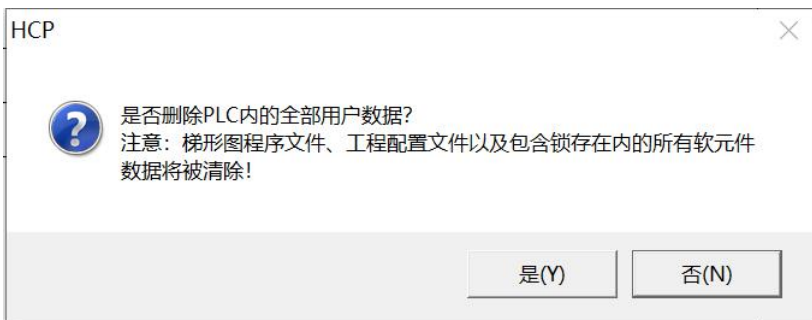 HCP
是否删除PLC内的全部用户数据?
注意：梯形图程序文件、工程配置文件以及包含锁存在内的所有软元件
数据将被清除!
是(Y)
否(N)